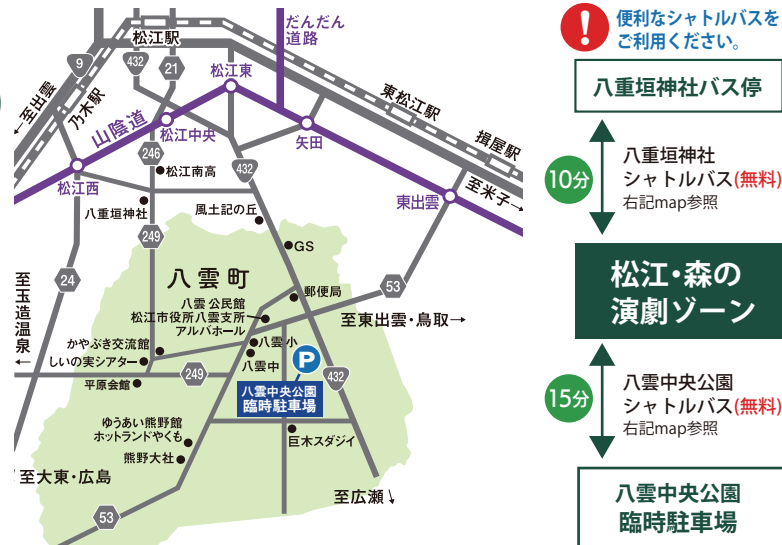 だんだん
道路
松江駅
9
432
21
松江東
←至出雲
乃木駅
東松江駅
山陰道
松江中央
矢田
揖屋駅
246
松江南高
432
松江西
至米子→
八重垣神社
風土記の丘
東出雲
249
GS
24
八雲町
53
至玉造温泉
↓
郵便局
八雲 公民館
松江市役所八雲支所
アルバホール
至東出雲・鳥取→
かやぶき交流館
八雲小
しいの実シアター
八雲中
P
249
432
平原会館
八雲中央公園
臨時駐車場
ゆうあい熊野館
ホットランドやくも
巨木スダジイ
熊野大社
至大東・広島
至広瀬↓
53
!
便利なシャトルバスを
ご利用ください。
八重垣神社バス停
10分
八重垣神社
シャトルバス(無料)
右記map参照
松江・森の
演劇ゾーン
15分
八雲中央公園
シャトルバス(無料)
右記map参照
八雲中央公園
臨時駐車場